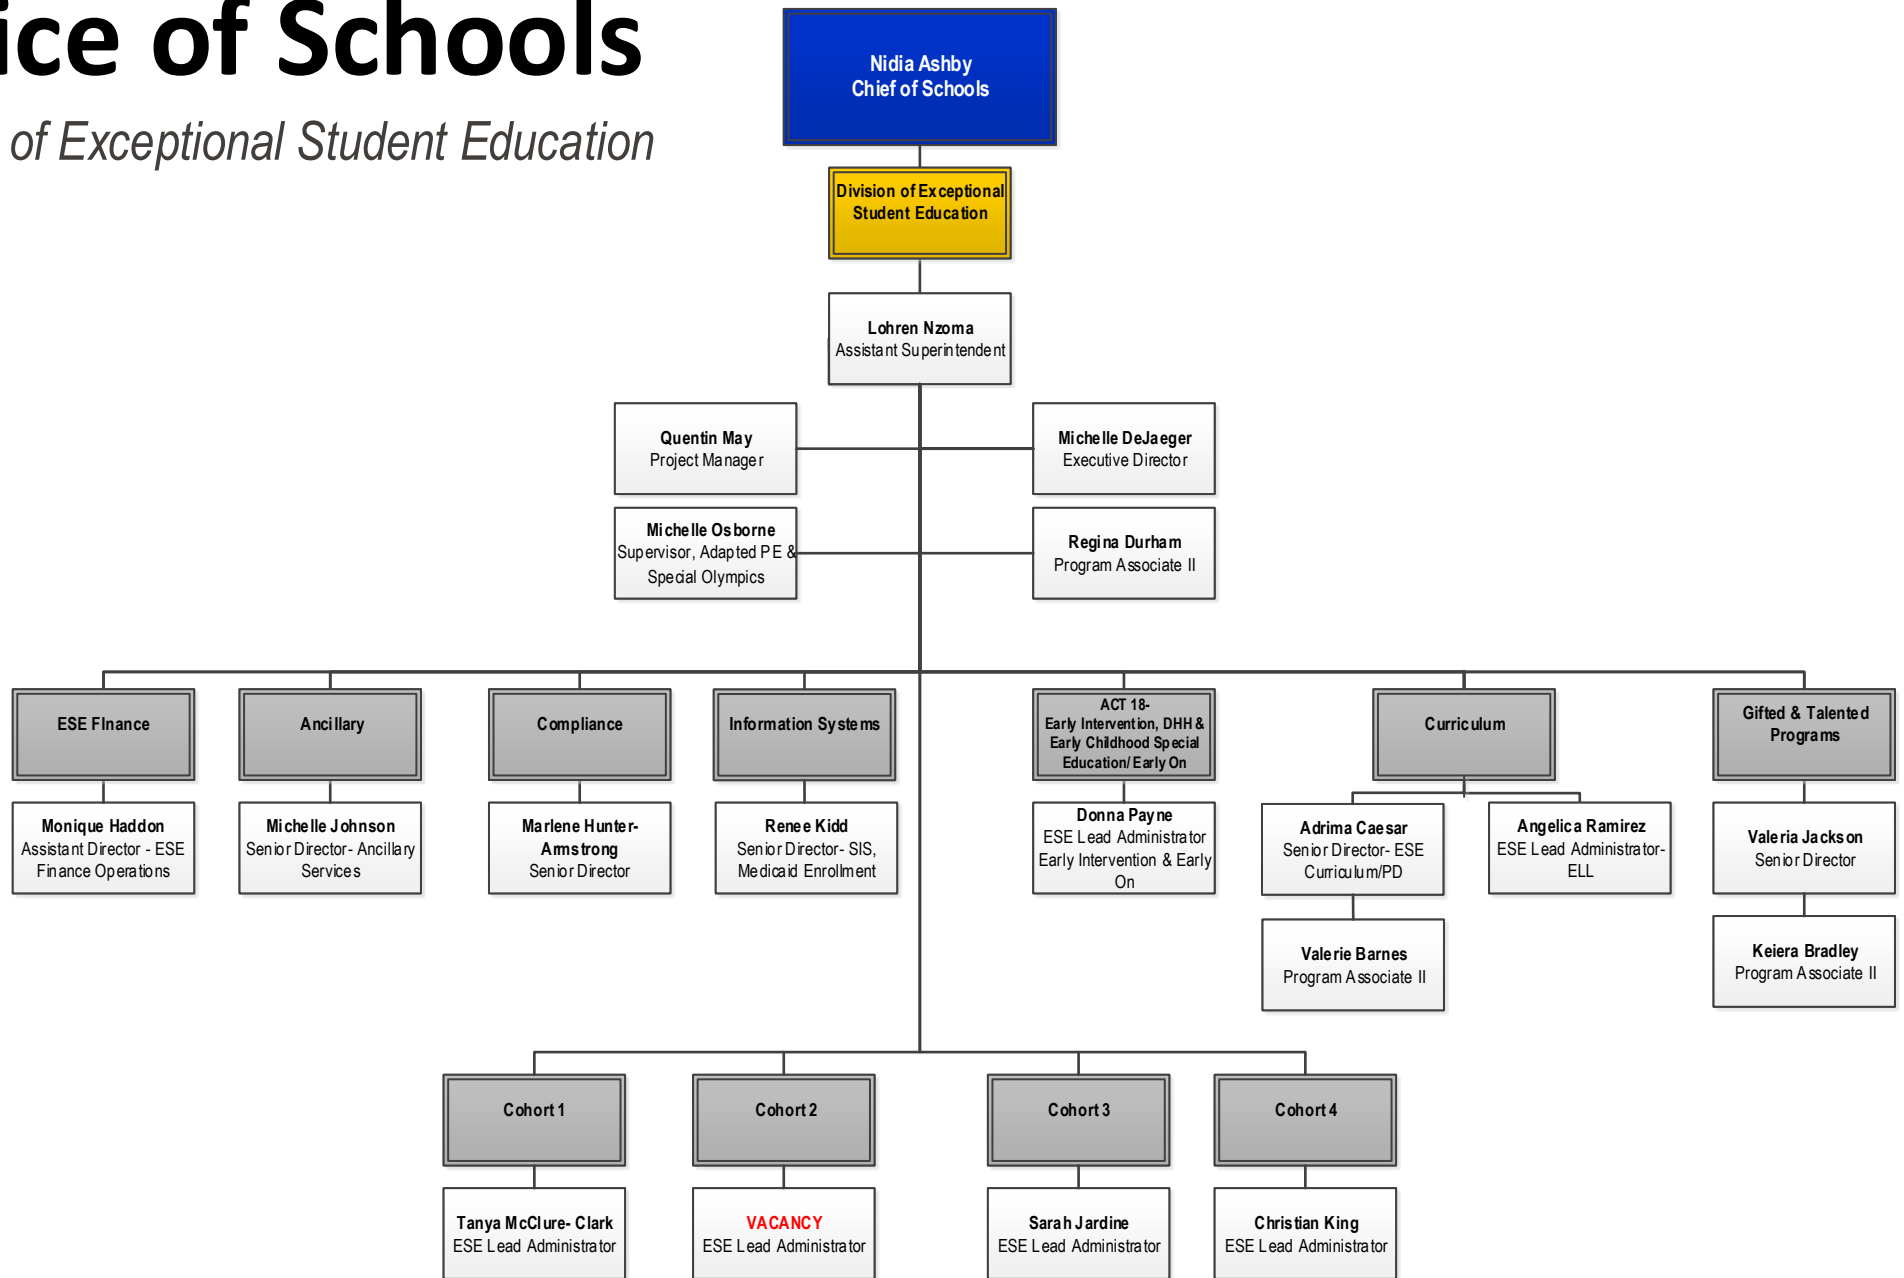 ice of Schools
of Exceptional Student Education
Nidia Ashby
Chief of Schools
Division of Exceptional
Student Education
Lohren Nzoma
Assistant Superintendent
Quentin May
Project Manager
Michelle DeJaeger
Executive Director
Michelle Osborne
Supervisor, Adapted PE &
Special Olympics
Regina Durham
Program Associate II
ESE FInance
Ancillary
Compliance
Information Systems
ACT 18-
Early Intervention, DHH &
Early Childhood Special
Education/ Early On
Curriculum
Gifted & Talented
Programs
Monique Haddon
Assistant Director - ESE
Finance Operations
Michelle Johnson
Senior Director- Ancillary
Services
Marlene Hunter-
Armstrong
Senior Director
Renee Kidd
Senior Director- SIS,
Medicaid Enrollment
Donna Payne
ESE Lead Administrator
Early Intervention & Early
On
Adrima Caesar
Senior Director- ESE
Curriculum/PD
Angelica Ramirez
ESE Lead Administrator-
ELL
Valeria Jackson
Senior Director
Valerie Barnes
Program Associate II
Keiera Bradley
Program Associate II
Cohort 1
Cohort 2
Cohort 3
Cohort 4
Tanya McClure- Clark
ESE Lead Administrator
VACANCY
ESE Lead Administrator
Sarah Jardine
ESE Lead Administrator
Christian King
ESE Lead Administrator